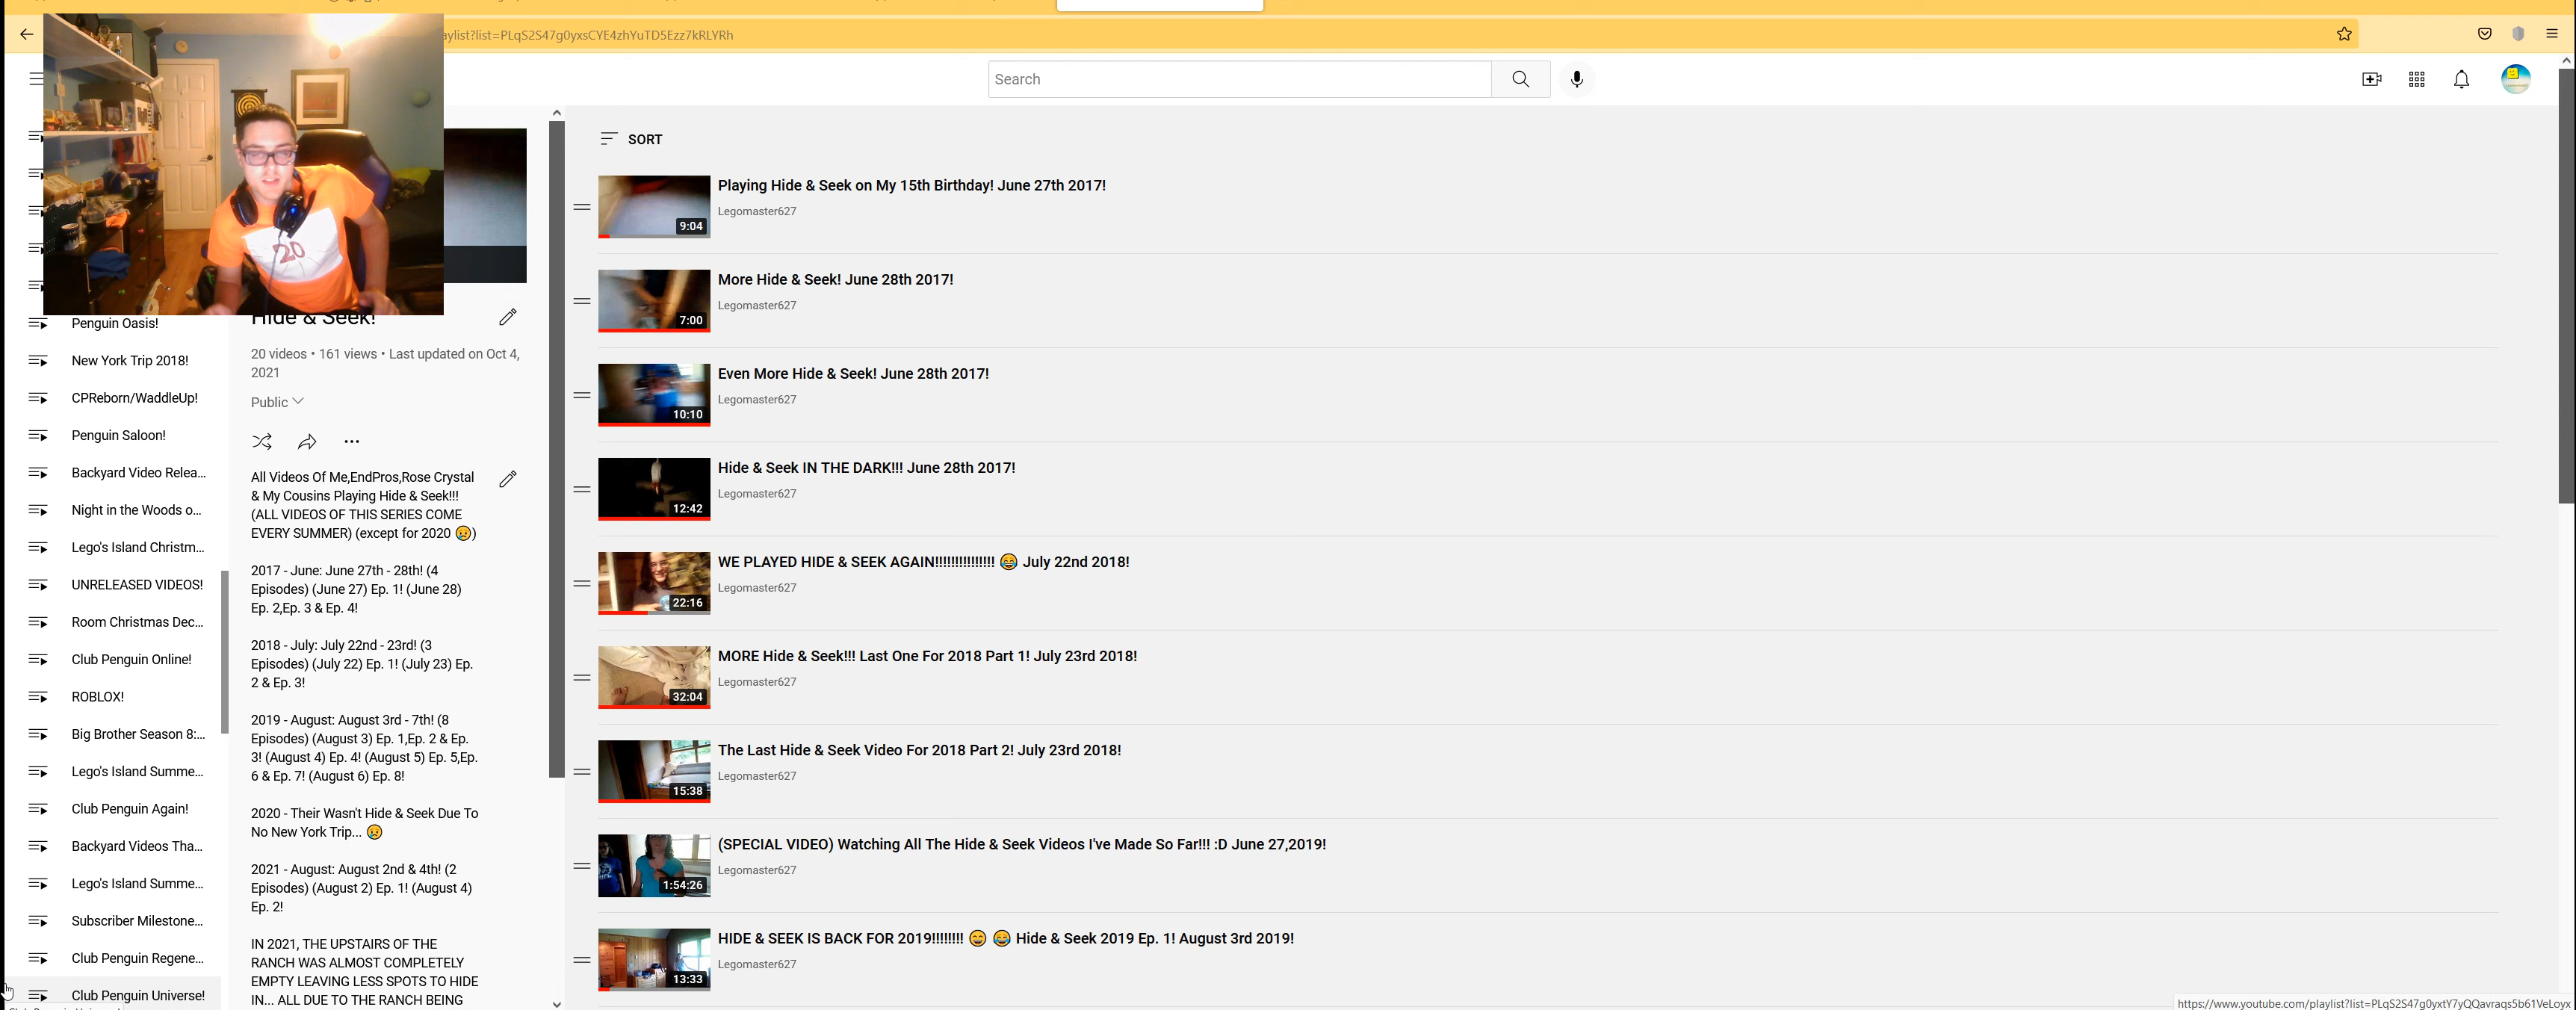 aylist?list=PLqS2S47g0yxsCYE4zhYuTD5Ezz7kRLYRh
Search
20
Penguin Oasis!
New York Trip 2018!
CPReborn/WaddleUp!
Penguin Saloon!
Backyard Video Relea...
Night in the Woods o...
Lego's Island Christm...
UNRELEASED VIDEOS!
Room Christmas Dec...
Club Penguin Online!
ROBLOX!
Big Brother Season 8:...
Lego's Island Summe...
Club Penguin Again!
Backyard Videos Tha...
Lego's Island Summe...
Subscriber Milestone...
Club Penguin Regene...
Club Penguin Universe!
Hide & Seek!
20 videos • 161 views • Last updated on Oct 4,
2021
Public
All Videos Of Me,EndPros,Rose Crystal
& My Cousins Playing Hide & Seek!!!
(ALL VIDEOS OF THIS SERIES COME
EVERY SUMMER) (except for 2020 😥)
2017 - June: June 27th - 28th! (4
Episodes) (June 27) Ep. 1! (June 28)
Ep. 2,Ep. 3 & Ep. 4!
2018 - July: July 22nd - 23rd! (3
Episodes) (July 22) Ep. 1! (July 23) Ep.
2 & Ep. 3!
2019 - August: August 3rd - 7th! (8
Episodes) (August 3) Ep. 1,Ep. 2 & Ep.
3! (August 4) Ep. 4! (August 5) Ep. 5,Ep.
6 & Ep. 7! (August 6) Ep. 8!
2020 - Their Wasn't Hide & Seek Due To
No New York Trip... 😥
2021 - August: August 2nd & 4th! (2
Episodes) (August 2) Ep. 1! (August 4)
Ep. 2!
IN 2021, THE UPSTAIRS OF THE
RANCH WAS ALMOST COMPLETELY
EMPTY LEAVING LESS SPOTS TO HIDE
IN... ALL DUE TO THE RANCH BEING
SORT
Playing Hide & Seek on My 15th Birthday! June 27th 2017!
Legomaster627
9:04
More Hide & Seek! June 28th 2017!
Legomaster627
7:00
Even More Hide & Seek! June 28th 2017!
Legomaster627
10:10
Hide & Seek IN THE DARK!!! June 28th 2017!
Legomaster627
12:42
WE PLAYED HIDE & SEEK AGAIN!!!!!!!!!!!!!!! 😂 July 22nd 2018!
Legomaster627
22:16
MORE Hide & Seek!!! Last One For 2018 Part 1! July 23rd 2018!
Legomaster627
32:04
The Last Hide & Seek Video For 2018 Part 2! July 23rd 2018!
Legomaster627
15:38
(SPECIAL VIDEO) Watching All The Hide & Seek Videos I've Made So Far!!! :D June 27,2019!
Legomaster627
1:54:26
HIDE & SEEK IS BACK FOR 2019!!!!!!!! 😄 😂 Hide & Seek 2019 Ep. 1! August 3rd 2019!
Legomaster627
13:33
https://www.youtube.com/playlist?list=PLqS2S47g0yxtY7yQQavraqs5b61VeLoyx